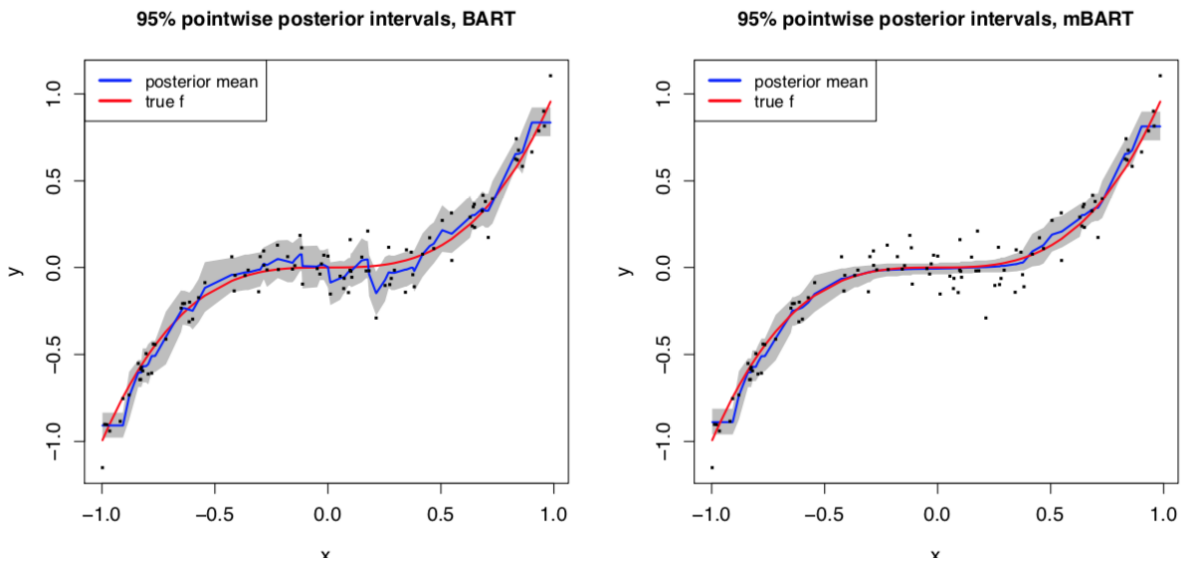 95% pointwise posterior intervals, BART
posterior mean
true f
y
1.0
0.5
0.0
−0.5
−1.0
−1.0 −0.5 0.0 0.5 1.0
x
95% pointwise posterior intervals, mBART
posterior mean
true f
y
1.0
0.5
0.0
−0.5
−1.0
−1.0 −0.5 0.0 0.5 1.0
x